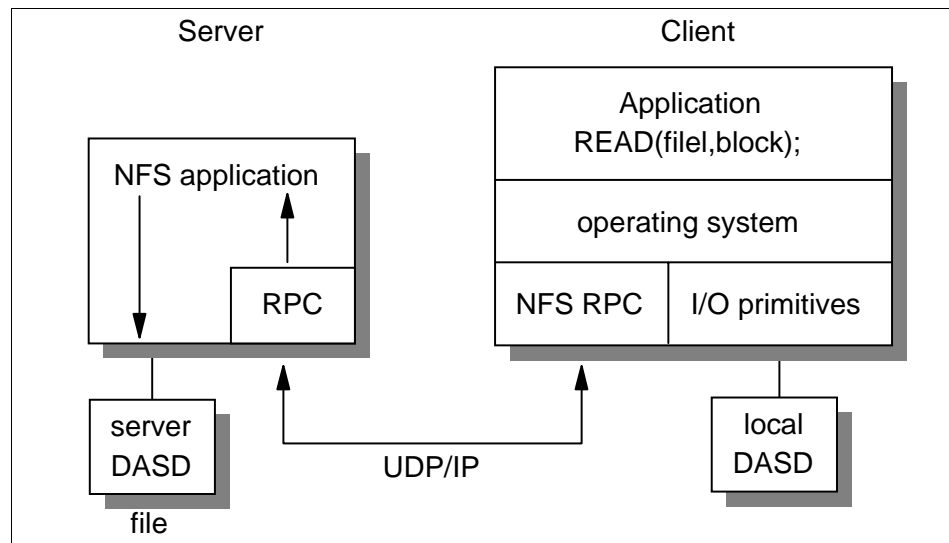 Server
NFS application
RPC
server
DASD
file
UDP/IP
Client
Application
READ(filel,block);
operating system
NFS RPC
I/O primitives
local
DASD